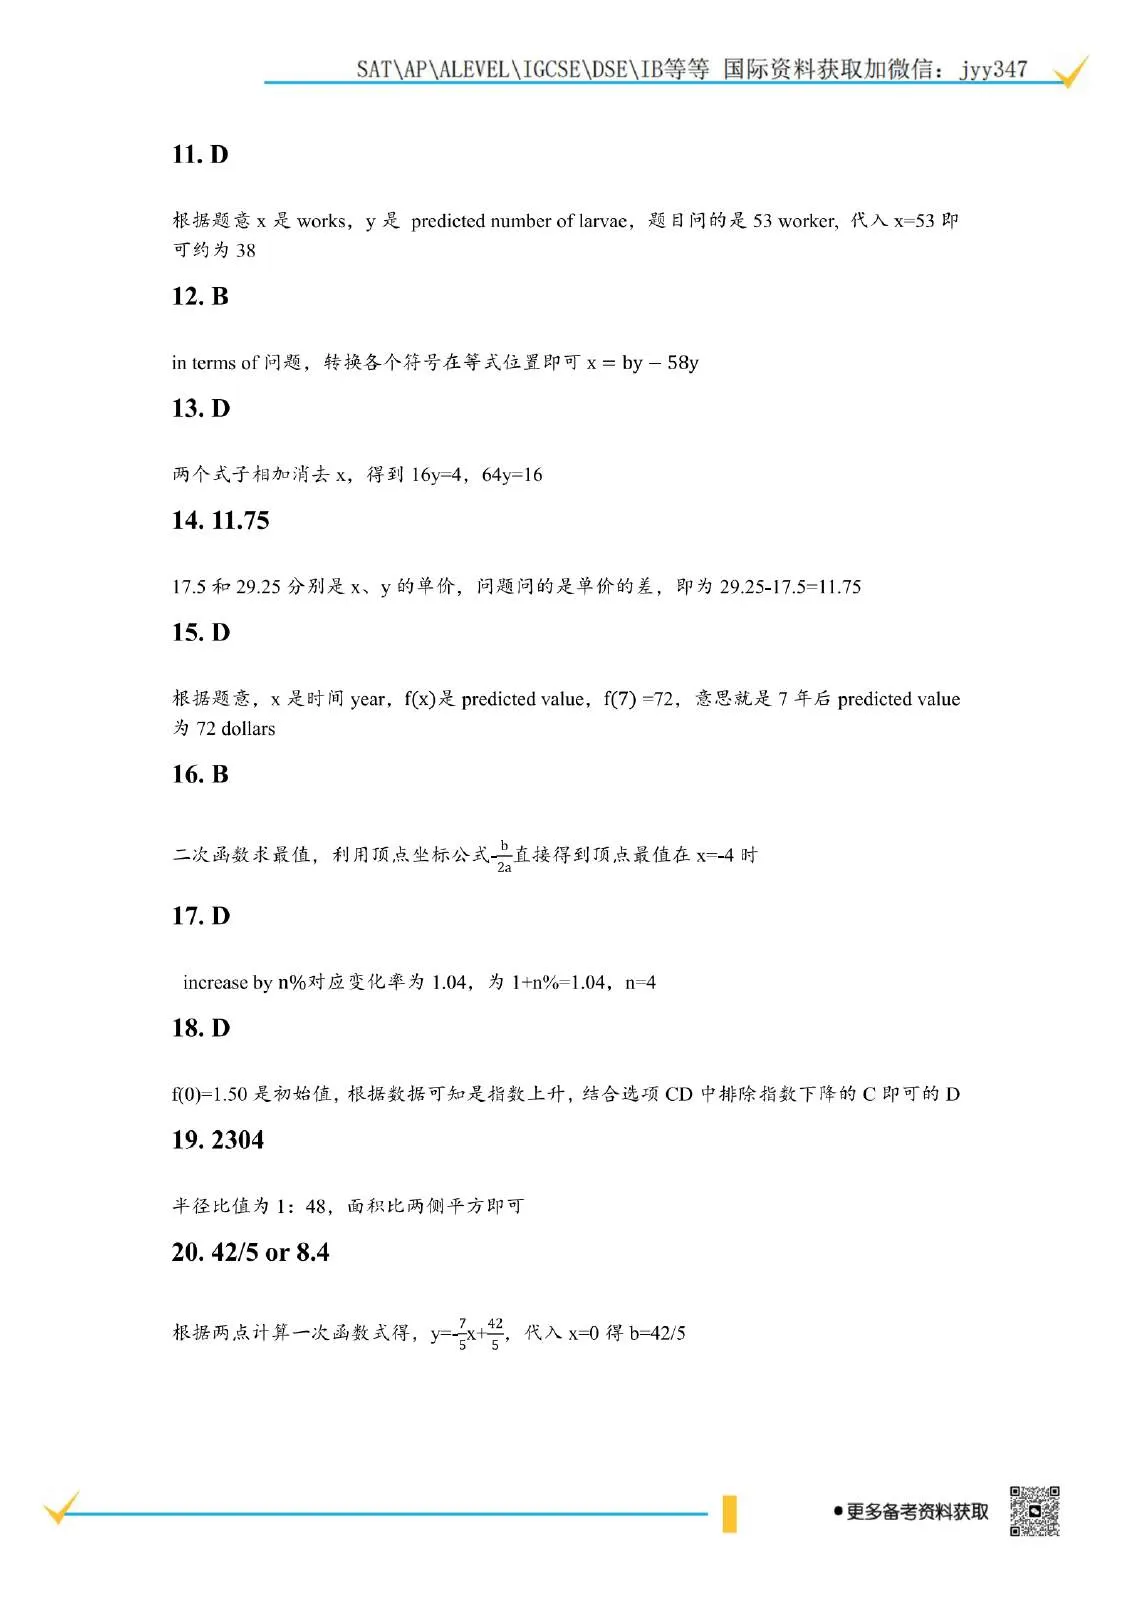 SAT\AP\ALEVEL\IGCSE\DSE\IB等等 国际资料获取加微信：jyy347
11. D
根据题意 x 是 works，y 是 predicted number of larvae，题目问的是 53 worker, 代入 x=53 即
可约为 38
12. B
in terms of 问题，转换各个符号在等式位置即可 x = by − 58y
13. D
两个式子相加消去 x，得到 16y=4，64y=16
14. 11.75
17.5 和 29.25 分别是 x、y 的单价，问题问的是单价的差，即为 29.25-17.5=11.75
15. D
根据题意，x 是时间 year，f(x)是 predicted value，f(7) =72，意思就是 7 年后 predicted value
为 72 dollars
16. B
二次函数求最值，利用顶点坐标公式-b/2a直接得到顶点最值在 x=-4 时
17. D
increase by n%对应变化率为 1.04，为 1+n%=1.04，n=4
18. D
f(0)=1.50 是初始值，根据数据可知是指数上升，结合选项 CD 中排除指数下降的 C 即可的 D
19. 2304
半径比值为 1：48，面积比两侧平方即可
20. 42/5 or 8.4
根据两点计算一次函数式得，y=-7/5x+42/5，代入 x=0 得 b=42/5
•更多备考资料获取